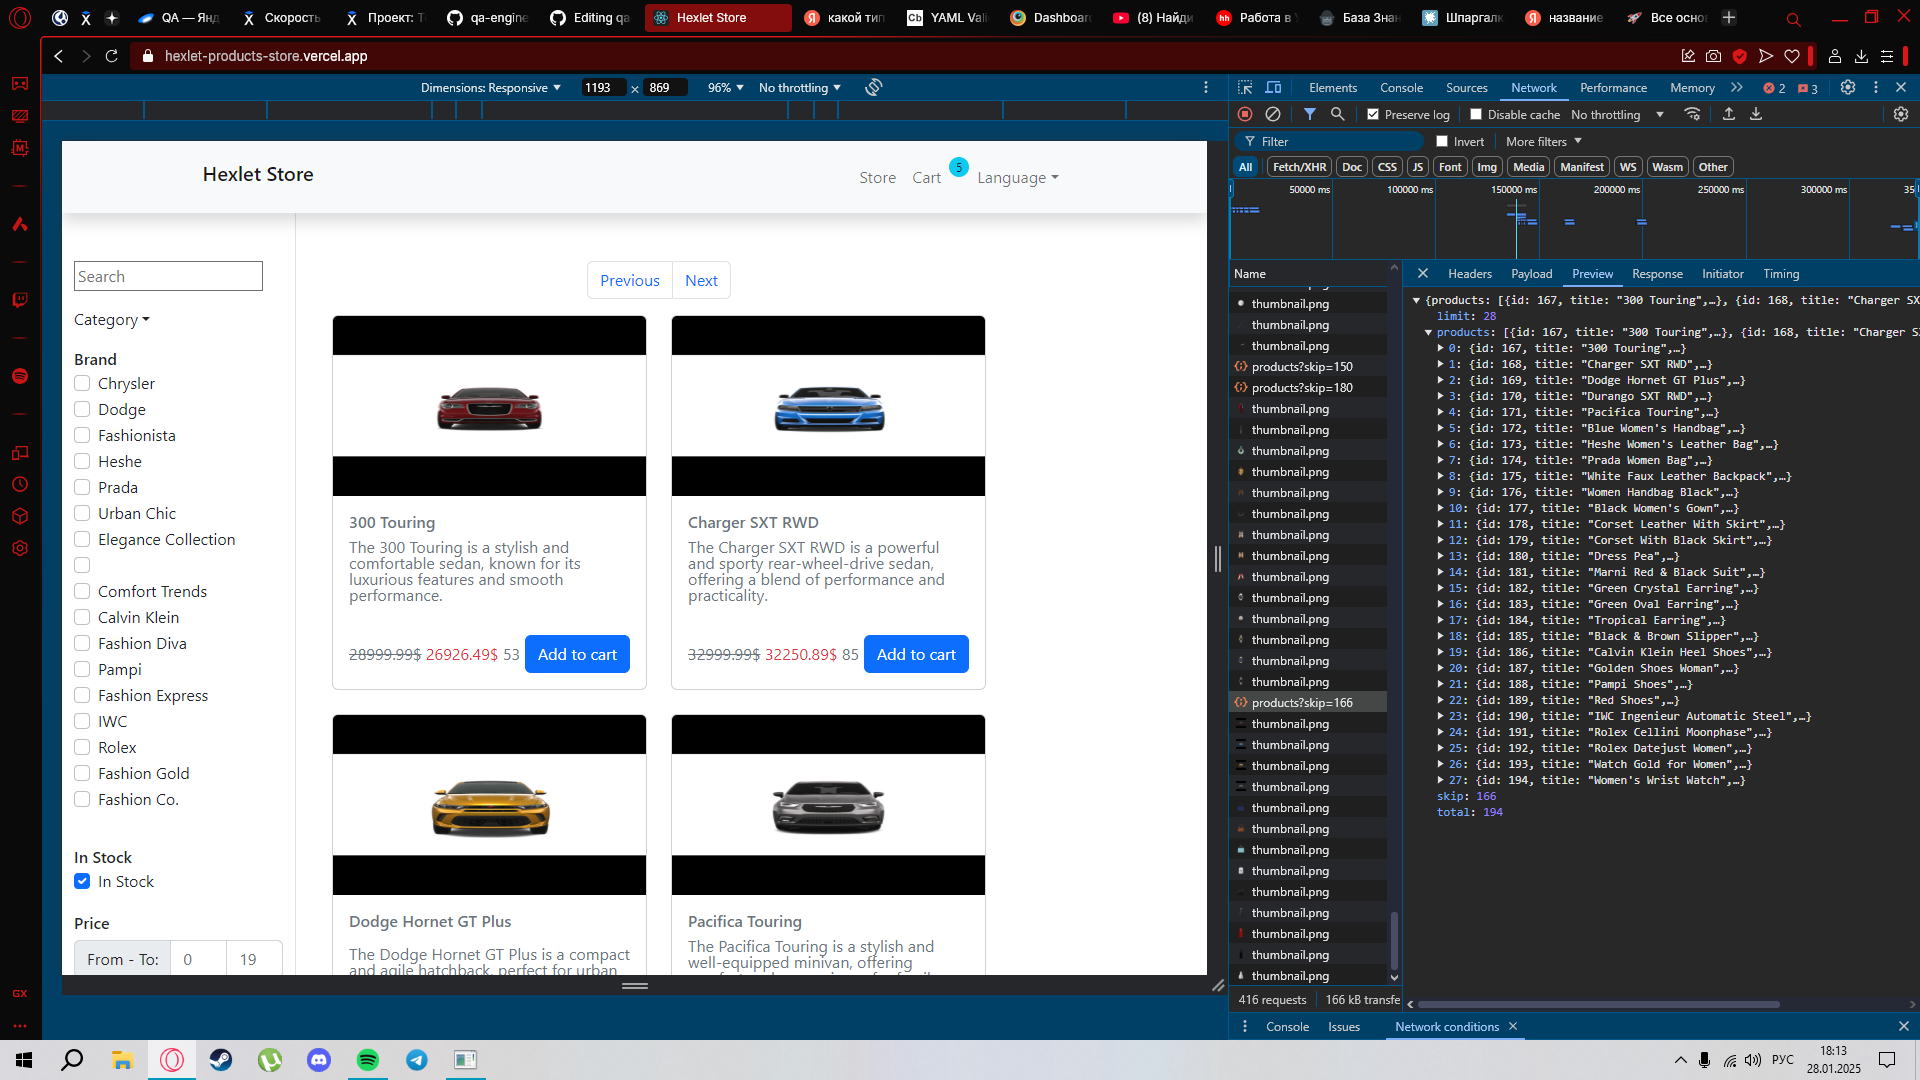 QA — Янд
Скорость
Проект: Т
qa-engine
Editing qa
Hexlet Store
какой тип
YAML Vali
Dashboar
(8) Найди
Работа в
База Знан
Шпаргалк
название
Все осно
hexlet-products-store.vercel.app
Dimensions: Responsive 1193 × 869 96% No throttling
Elements Console Sources Network Performance Memory 2 3
Preserve log Disable cache No throttling
Filter Invert More filters
All Fetch/XHR Doc CSS JS Font Img Media Manifest WS Wasm Other
50000 ms 100000 ms 150000 ms 200000 ms 250000 ms 300000 ms 35
Hexlet Store
Store Cart 5 Language
Search
Category
Brand
Chrysler
Dodge
Fashionista
Heshe
Prada
Urban Chic
Elegance Collection
Comfort Trends
Calvin Klein
Fashion Diva
Pampi
Fashion Express
IWC
Rolex
Fashion Gold
Fashion Co.
In Stock
In Stock
Price
From - To: 0 19
Previous Next
300 Touring
The 300 Touring is a stylish and
comfortable sedan, known for its
luxurious features and smooth
performance.
28999.99$ 26926.49$ 53 Add to cart
Charger SXT RWD
The Charger SXT RWD is a powerful
and sporty rear-wheel-drive sedan,
offering a blend of performance and
practicality.
32999.99$ 32250.89$ 85 Add to cart
Dodge Hornet GT Plus
The Dodge Hornet GT Plus is a compact
and agile hatchback, perfect for urban
Pacifica Touring
The Pacifica Touring is a stylish and
well-equipped minivan, offering
Name
thumbnail.png
thumbnail.png
thumbnail.png
products?skip=150
products?skip=180
thumbnail.png
thumbnail.png
thumbnail.png
thumbnail.png
thumbnail.png
thumbnail.png
thumbnail.png
thumbnail.png
thumbnail.png
thumbnail.png
thumbnail.png
thumbnail.png
thumbnail.png
thumbnail.png
products?skip=166
thumbnail.png
thumbnail.png
thumbnail.png
thumbnail.png
thumbnail.png
thumbnail.png
thumbnail.png
thumbnail.png
thumbnail.png
thumbnail.png
thumbnail.png
thumbnail.png
thumbnail.png
416 requests 166 kB transfe
Headers Payload Preview Response Initiator Timing
{products: [{id: 167, title: "300 Touring",…}, {id: 168, title: "Charger SX
limit: 28
products: [{id: 167, title: "300 Touring",…}, {id: 168, title: "Charger S
0: {id: 167, title: "300 Touring",…}
1: {id: 168, title: "Charger SXT RWD",…}
2: {id: 169, title: "Dodge Hornet GT Plus",…}
3: {id: 170, title: "Durango SXT RWD",…}
4: {id: 171, title: "Pacifica Touring",…}
5: {id: 172, title: "Blue Women's Handbag",…}
6: {id: 173, title: "Heshe Women's Leather Bag",…}
7: {id: 174, title: "Prada Women Bag",…}
8: {id: 175, title: "White Faux Leather Backpack",…}
9: {id: 176, title: "Women Handbag Black",…}
10: {id: 177, title: "Black Women's Gown",…}
11: {id: 178, title: "Corset Leather With Skirt",…}
12: {id: 179, title: "Corset With Black Skirt",…}
13: {id: 180, title: "Dress Pea",…}
14: {id: 181, title: "Marni Red & Black Suit",…}
15: {id: 182, title: "Green Crystal Earring",…}
16: {id: 183, title: "Green Oval Earring",…}
17: {id: 184, title: "Tropical Earring",…}
18: {id: 185, title: "Black & Brown Slipper",…}
19: {id: 186, title: "Calvin Klein Heel Shoes",…}
20: {id: 187, title: "Golden Shoes Woman",…}
21: {id: 188, title: "Pampi Shoes",…}
22: {id: 189, title: "Red Shoes",…}
23: {id: 190, title: "IWC Ingenieur Automatic Steel",…}
24: {id: 191, title: "Rolex Cellini Moonphase",…}
25: {id: 192, title: "Rolex Datejust Women",…}
26: {id: 193, title: "Watch Gold for Women",…}
27: {id: 194, title: "Women's Wrist Watch",…}
skip: 166
total: 194
Console Issues Network conditions
GX
РУС
18:13
28.01.2025